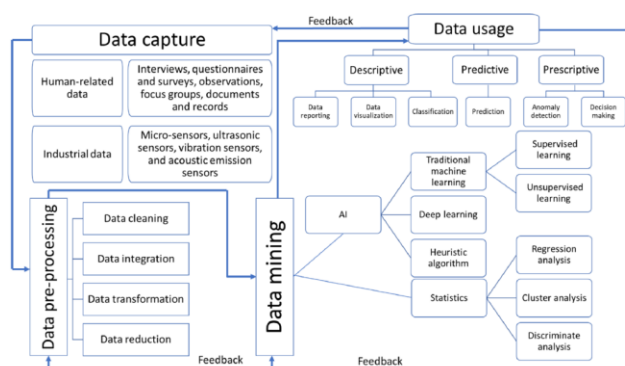 Feedback
Data usage
Data capture
Human-related
data
Interviews, questionnaires
and surveys, observations,
focus groups, documents
and records
Industrial data
Micro-sensors, ultrasonic
sensors, vibration sensors,
and acoustic emission
sensors
Descriptive
Predictive
Prescriptive
Data
reporting
Data
visualization
Classification
Prediction
Anomaly
detection
Decision
making
Data pre-processing
Data cleaning
Data integration
Data transformation
Data reduction
Data mining
AI
Traditional
machine
learning
Supervised
learning
Unsupervised
learning
Deep learning
Heuristic
algorithm
Statistics
Regression
analysis
Cluster analysis
Discriminate
analysis
Feedback
Feedback